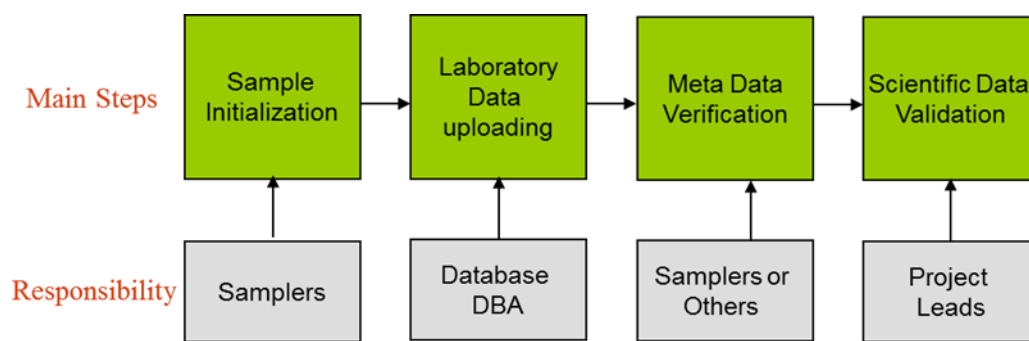 Main Steps
Sample
Initialization
Laboratory
Data
uploading
Meta Data
Verification
Scientific Data
Validation
Responsibility
Samplers
Database
DBA
Samplers or
Others
Project
Leads